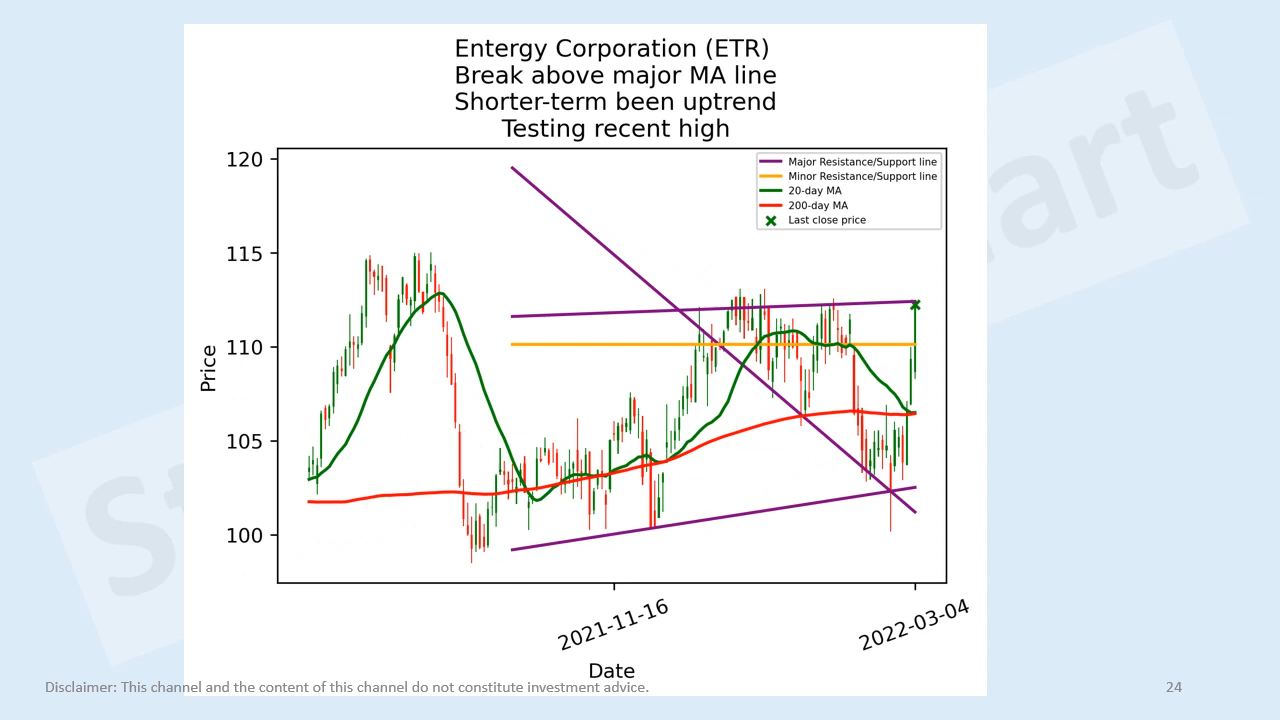 Entergy Corporation (ETR)
Break above major MA line
Shorter-term been uptrend
Testing recent high
Major Resistance/Support line
Minor Resistance/Support line
20-day MA
200-day MA
Last close price
120
115
110
105
100
Price
2021-11-16
2022-03-04
Date
St
art
Disclaimer: This channel and the content of this channel do not constitute investment advice.
24